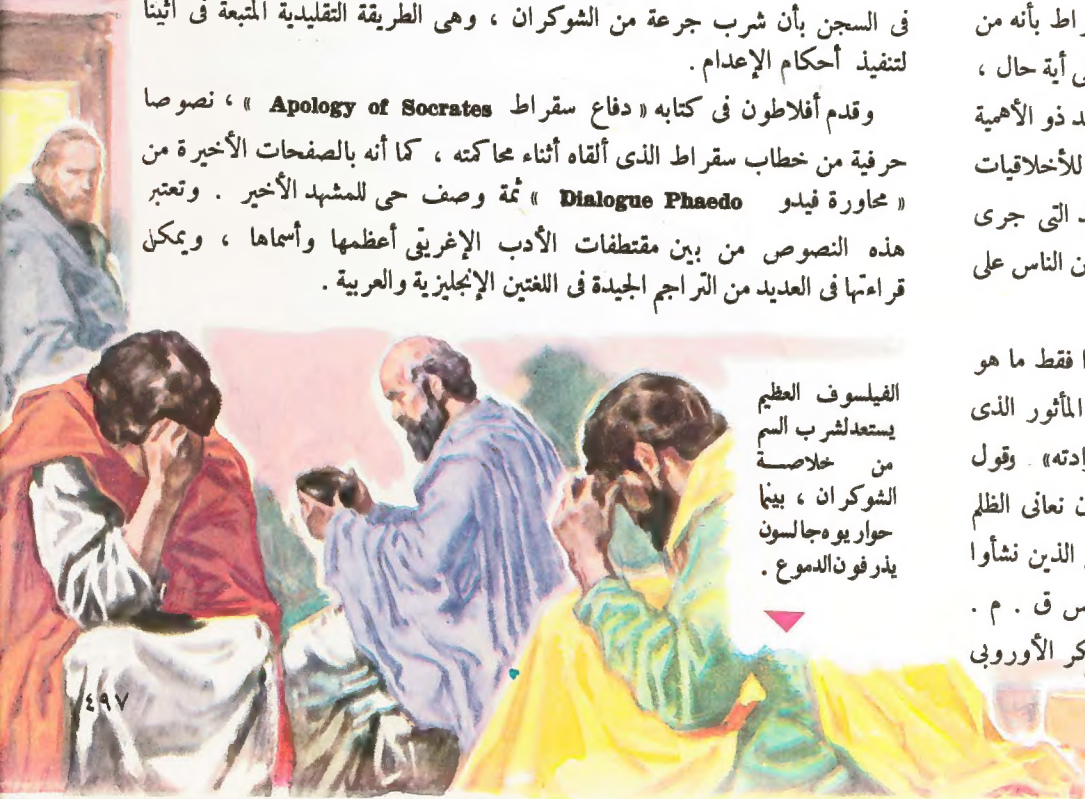 راط بأنه من
أية حال ،
ذو الأهمية
للأخلاقيات
التى جرى
الناس على
فقط ما هو
المأثور الذى
وقول
نعانى الظلم
الذين نشأوا
ق . م .
الأوروبى
فى السجن بأن شرب جرعة من الشوكران ، وهى الطريقة التقليدية المتبعة فى أثينا
لتنفيذ أحكام الإعدام .
وقدم أفلاطون فى كتابه « دفاع سقراط Apology of Socrates » ، نصوصا
حرفية من خطاب سقراط الذى ألقاه أثناء محاكمته ، كما أنه بالصفحات الأخيرة من
« محاورة فيدو Dialogue Phaedo » ثمة وصف حى للمشهد الأخير . وتعتبر
هذه النصوص من بين مقتطفات الأدب الإغريقى أعظمها وأسماها ، ويمكن
قراءتها فى العديد من التراجم الجيدة فى اللغتين الإنجليزية والعربية .
الفيلسوف العظيم
يستعد لشرب السم
من خلاصة
الشوكران ، بينما
حواريوه جالسون
يذرفون الدموع .
٤٩٧